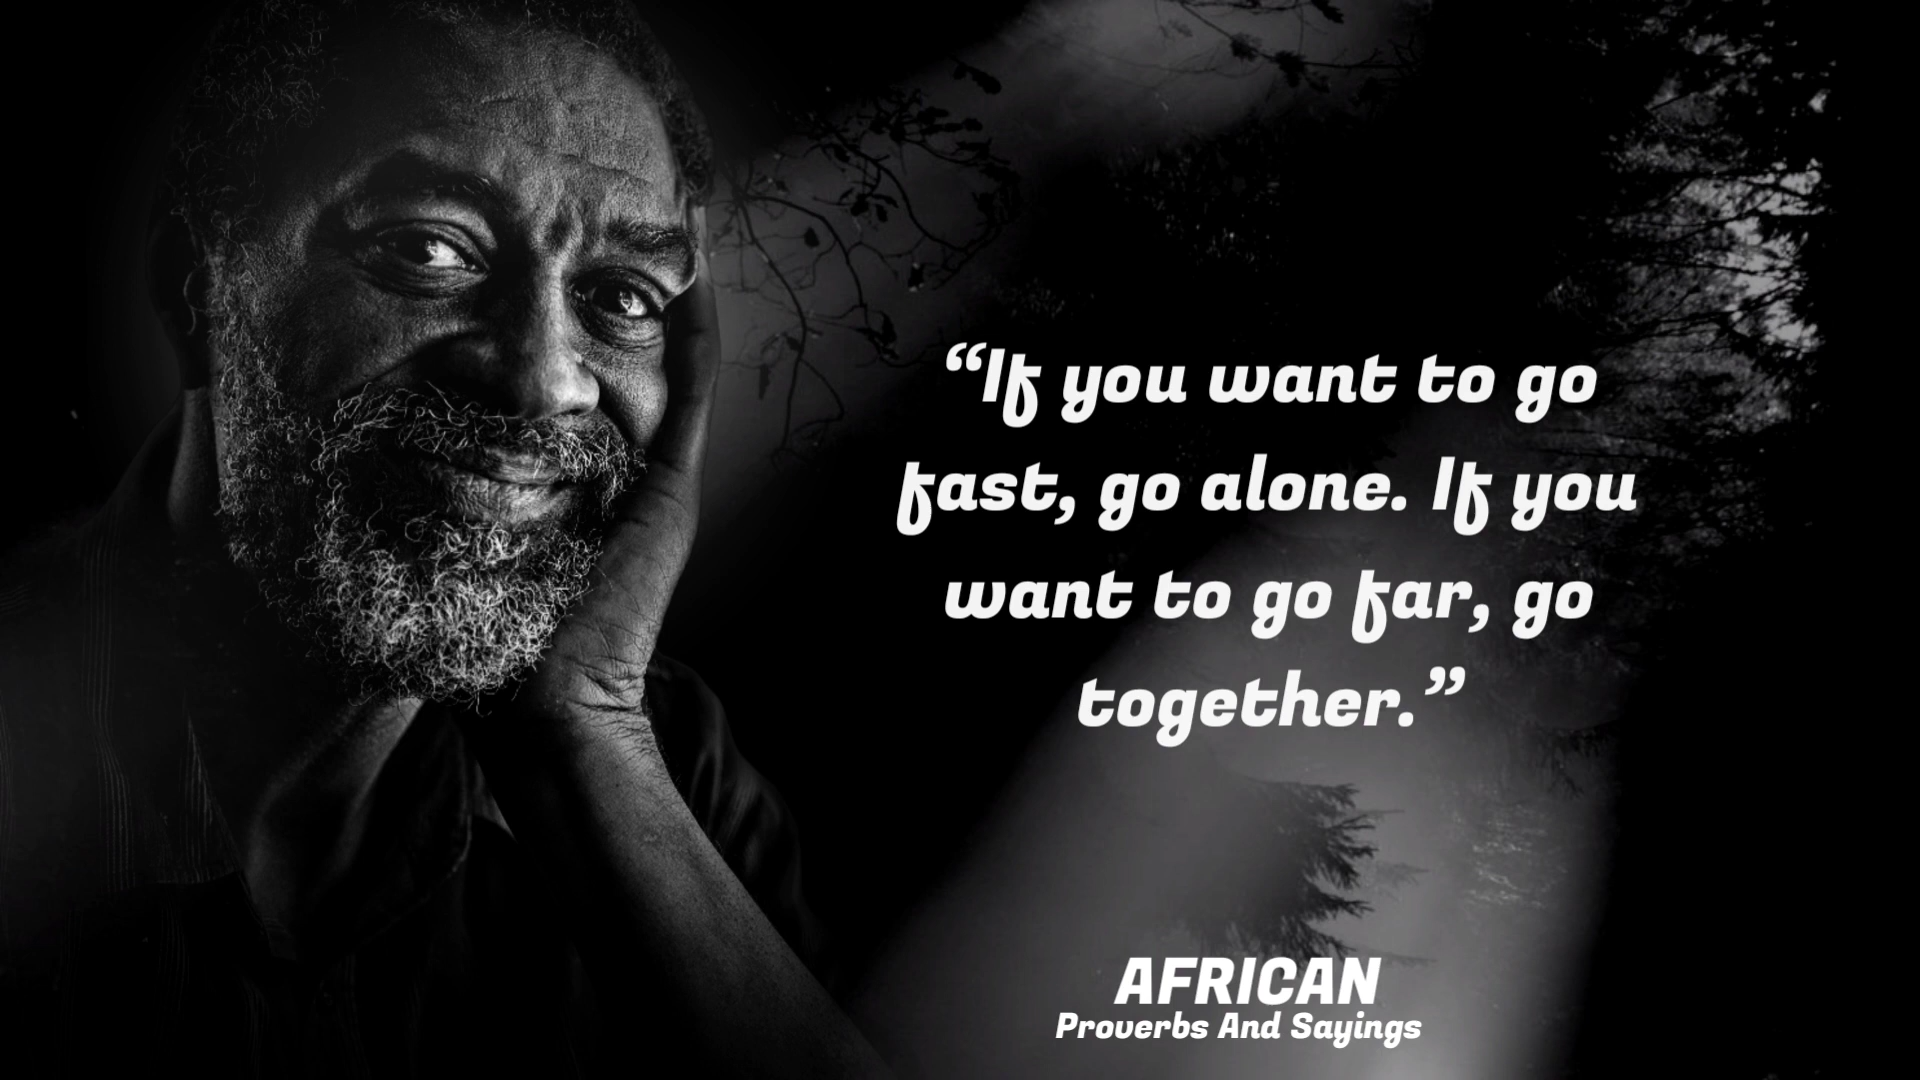 “If you want to go
fast, go alone. If you
want to go far, go
together.”
AFRICAN
Proverbs And Sayings